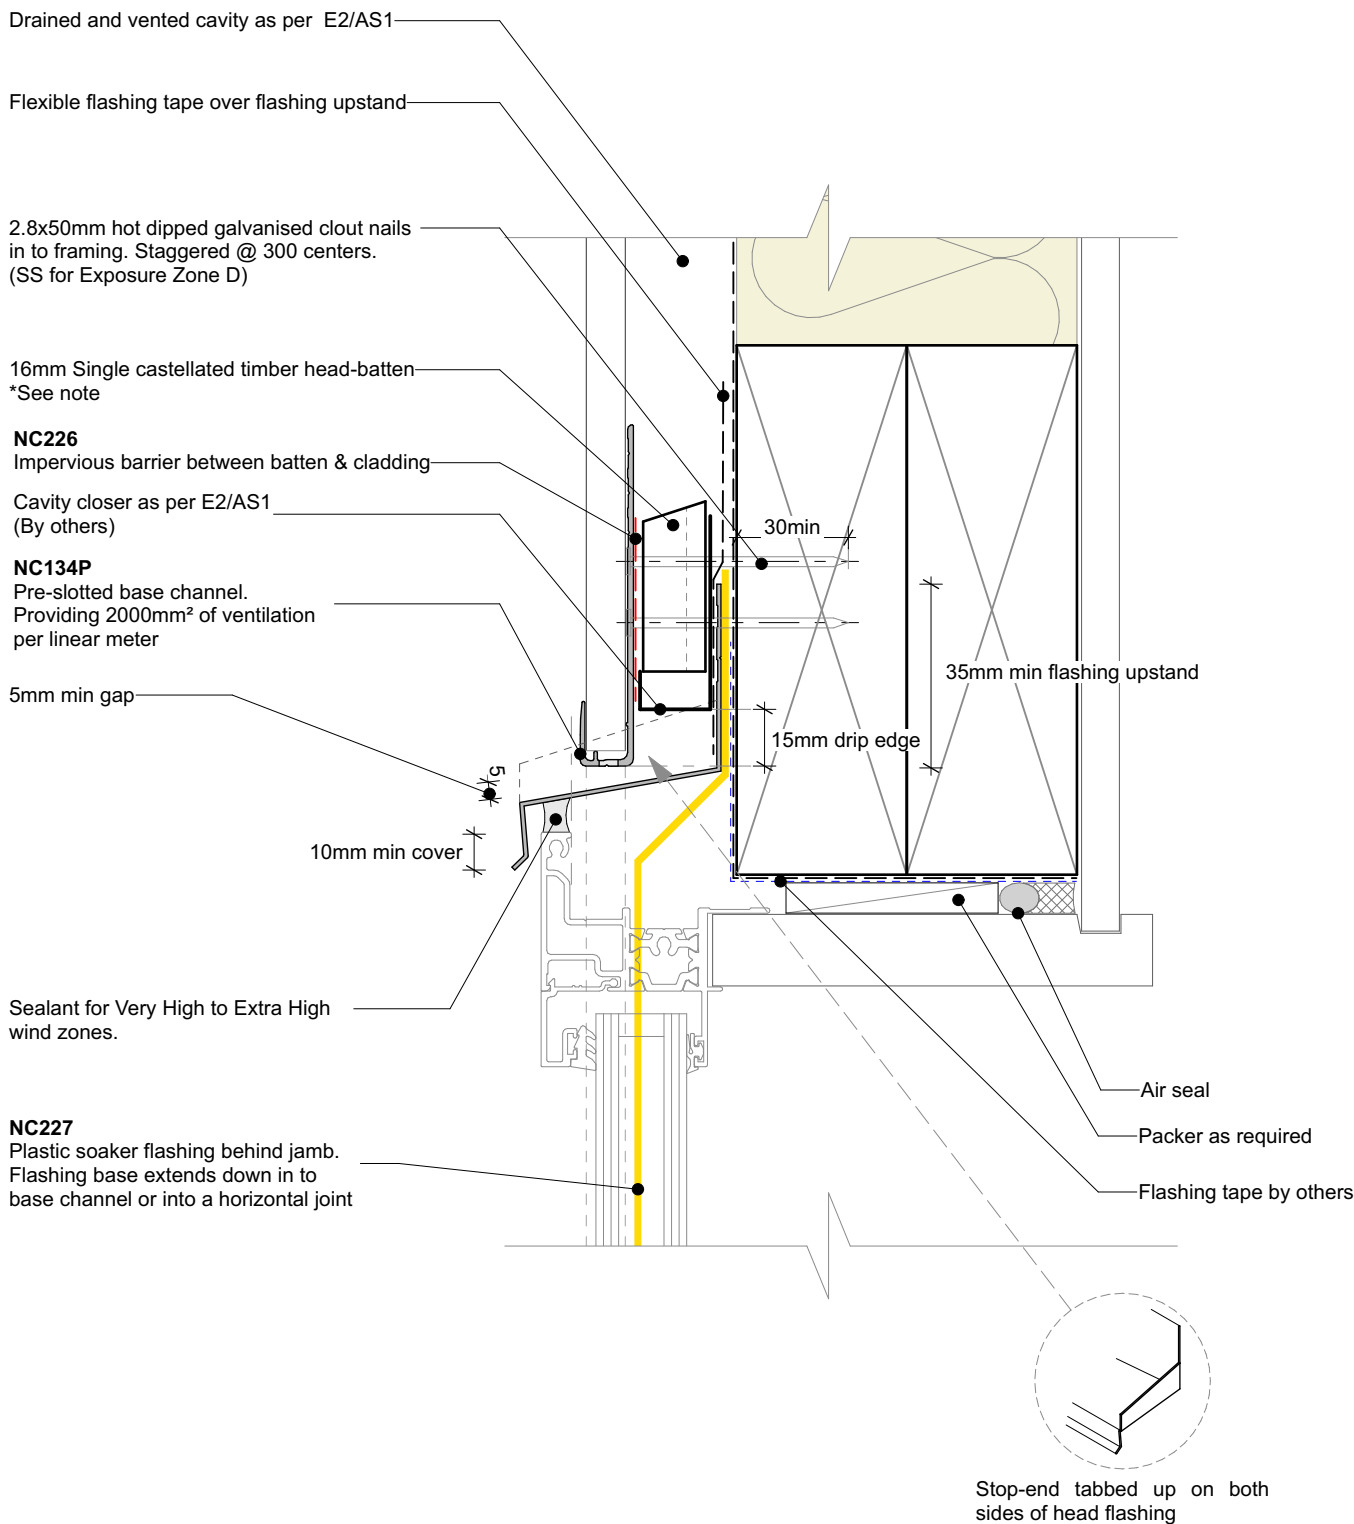 Drained and vented cavity as per E2/AS1
Flexible flashing tape over flashing upstand
2.8x50mm hot dipped galvanised clout nails
in to framing. Staggered @ 300 centers.
(SS for Exposure Zone D)
16mm Single castellated timber head-batten
*See note
NC226
Impervious barrier between batten & cladding
Cavity closer as per E2/AS1
(By others)
NC134P
Pre-slotted base channel.
Providing 2000mm² of ventilation
per linear meter
5mm min gap
30min
35mm min flashing upstand
15mm drip edge
5
10mm min cover
Sealant for Very High to Extra High
wind zones.
NC227
Plastic soaker flashing behind jamb.
Flashing base extends down in to
base channel or into a horizontal joint
Air seal
Packer as required
Flashing tape by others
Stop-end tabbed up on both
sides of head flashing